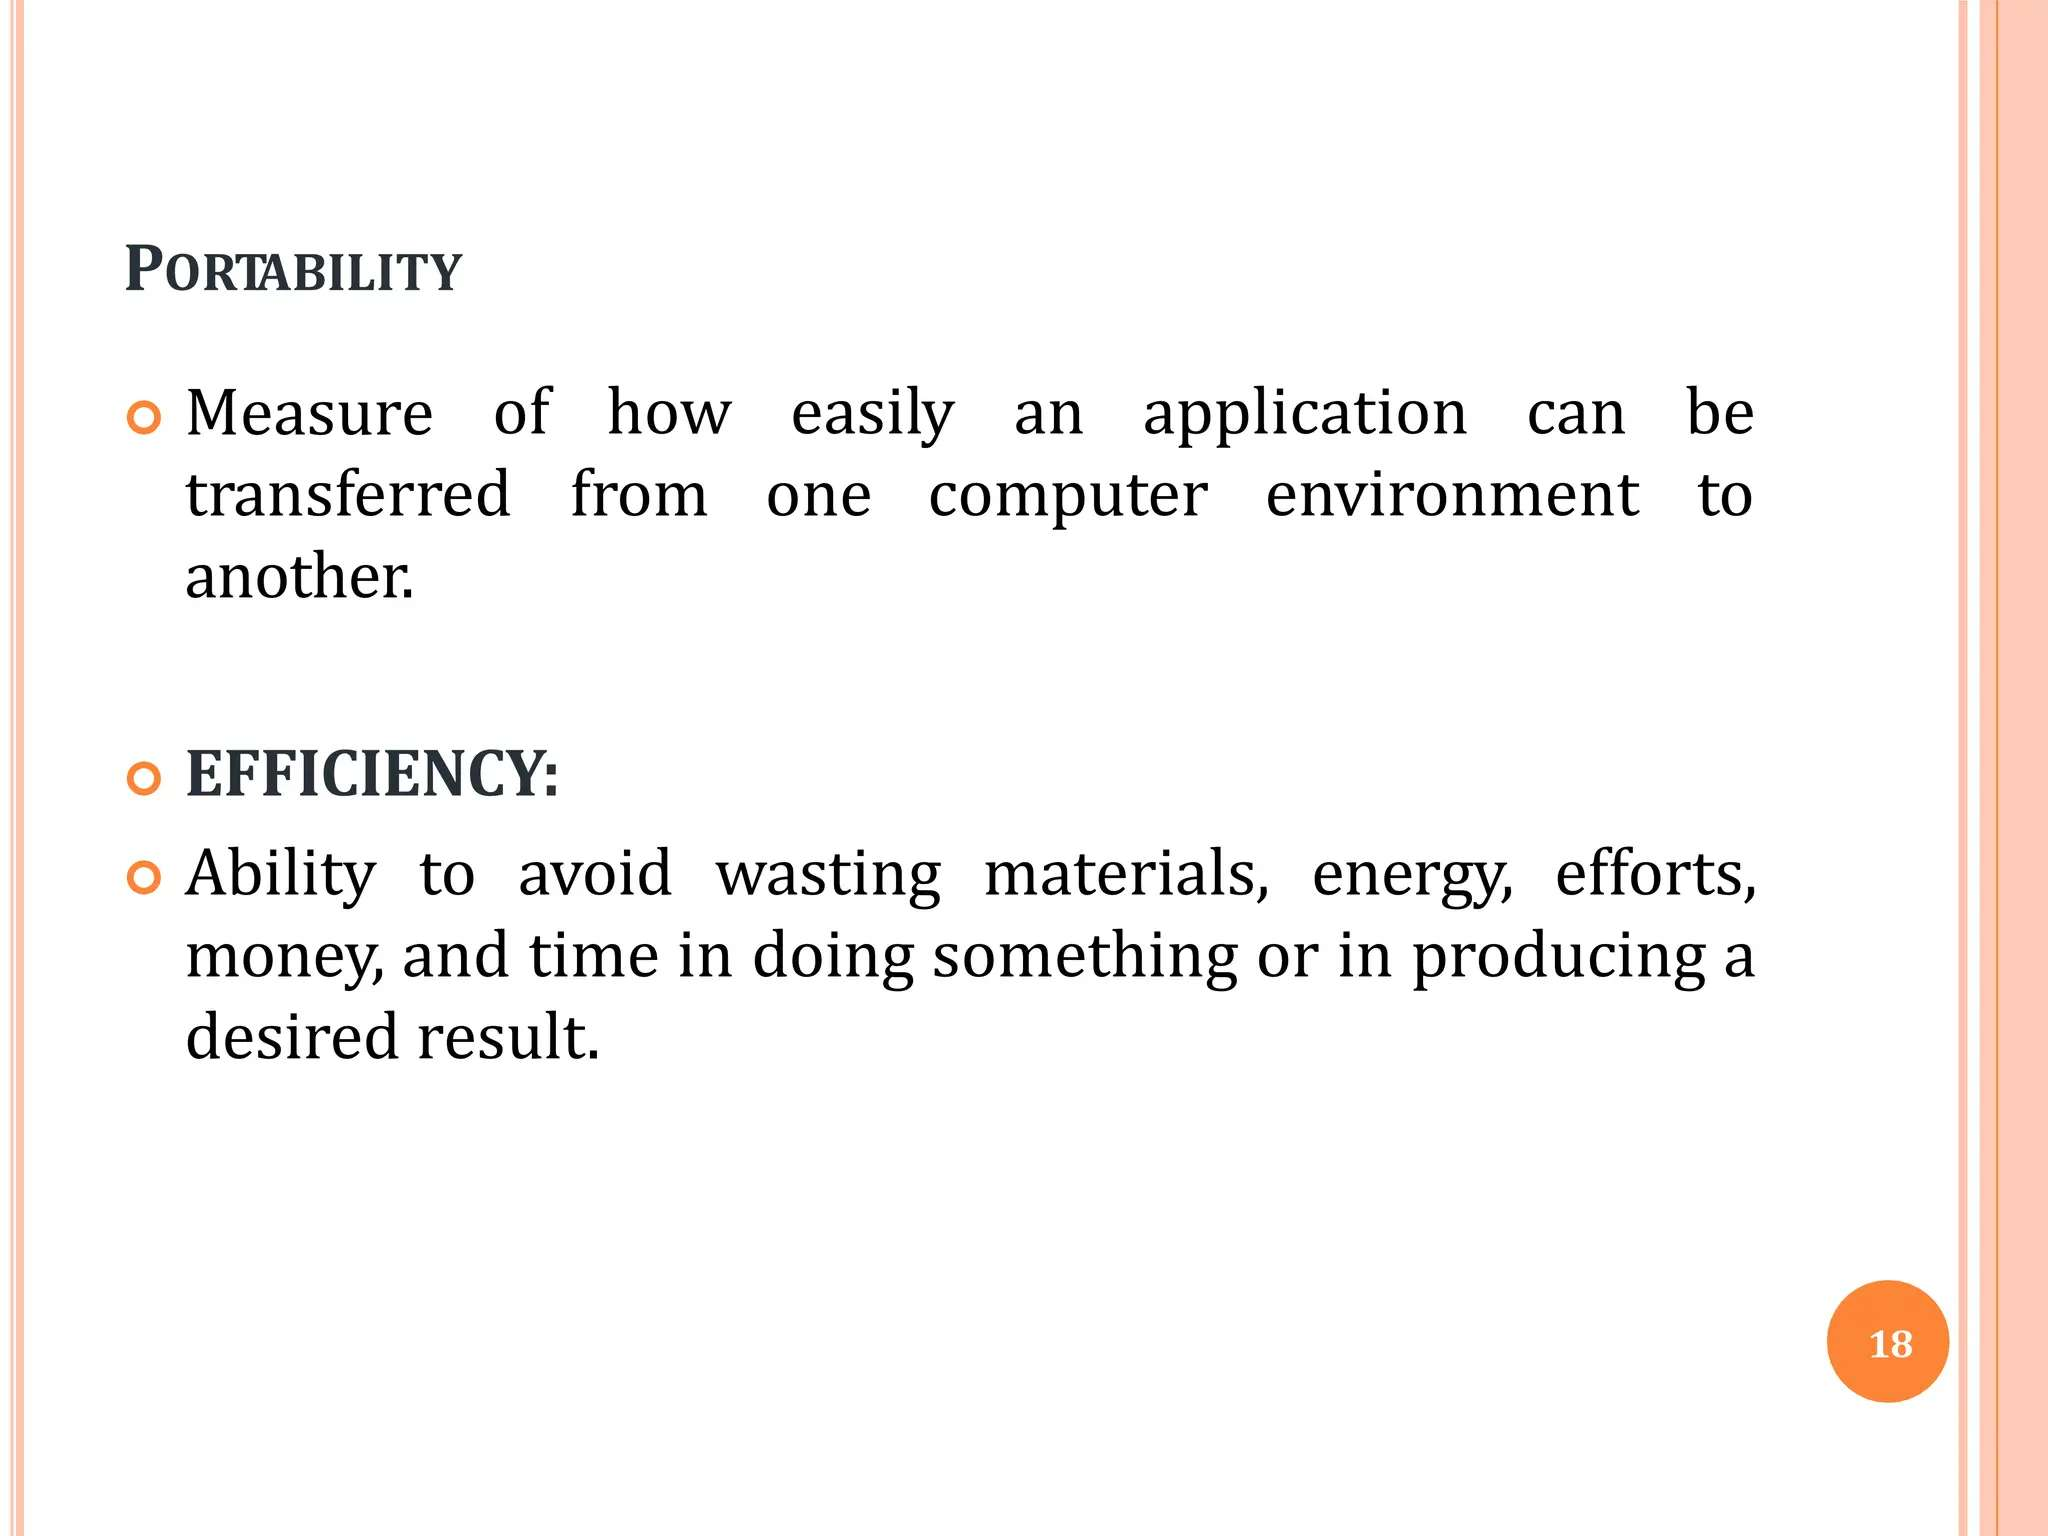 PORTABILITY
Measure of how easily an application can be
transferred from one computer environment to
another.
EFFICIENCY:
Ability to avoid wasting materials, energy, efforts,
money, and time in doing something or in producing a
desired result.
18